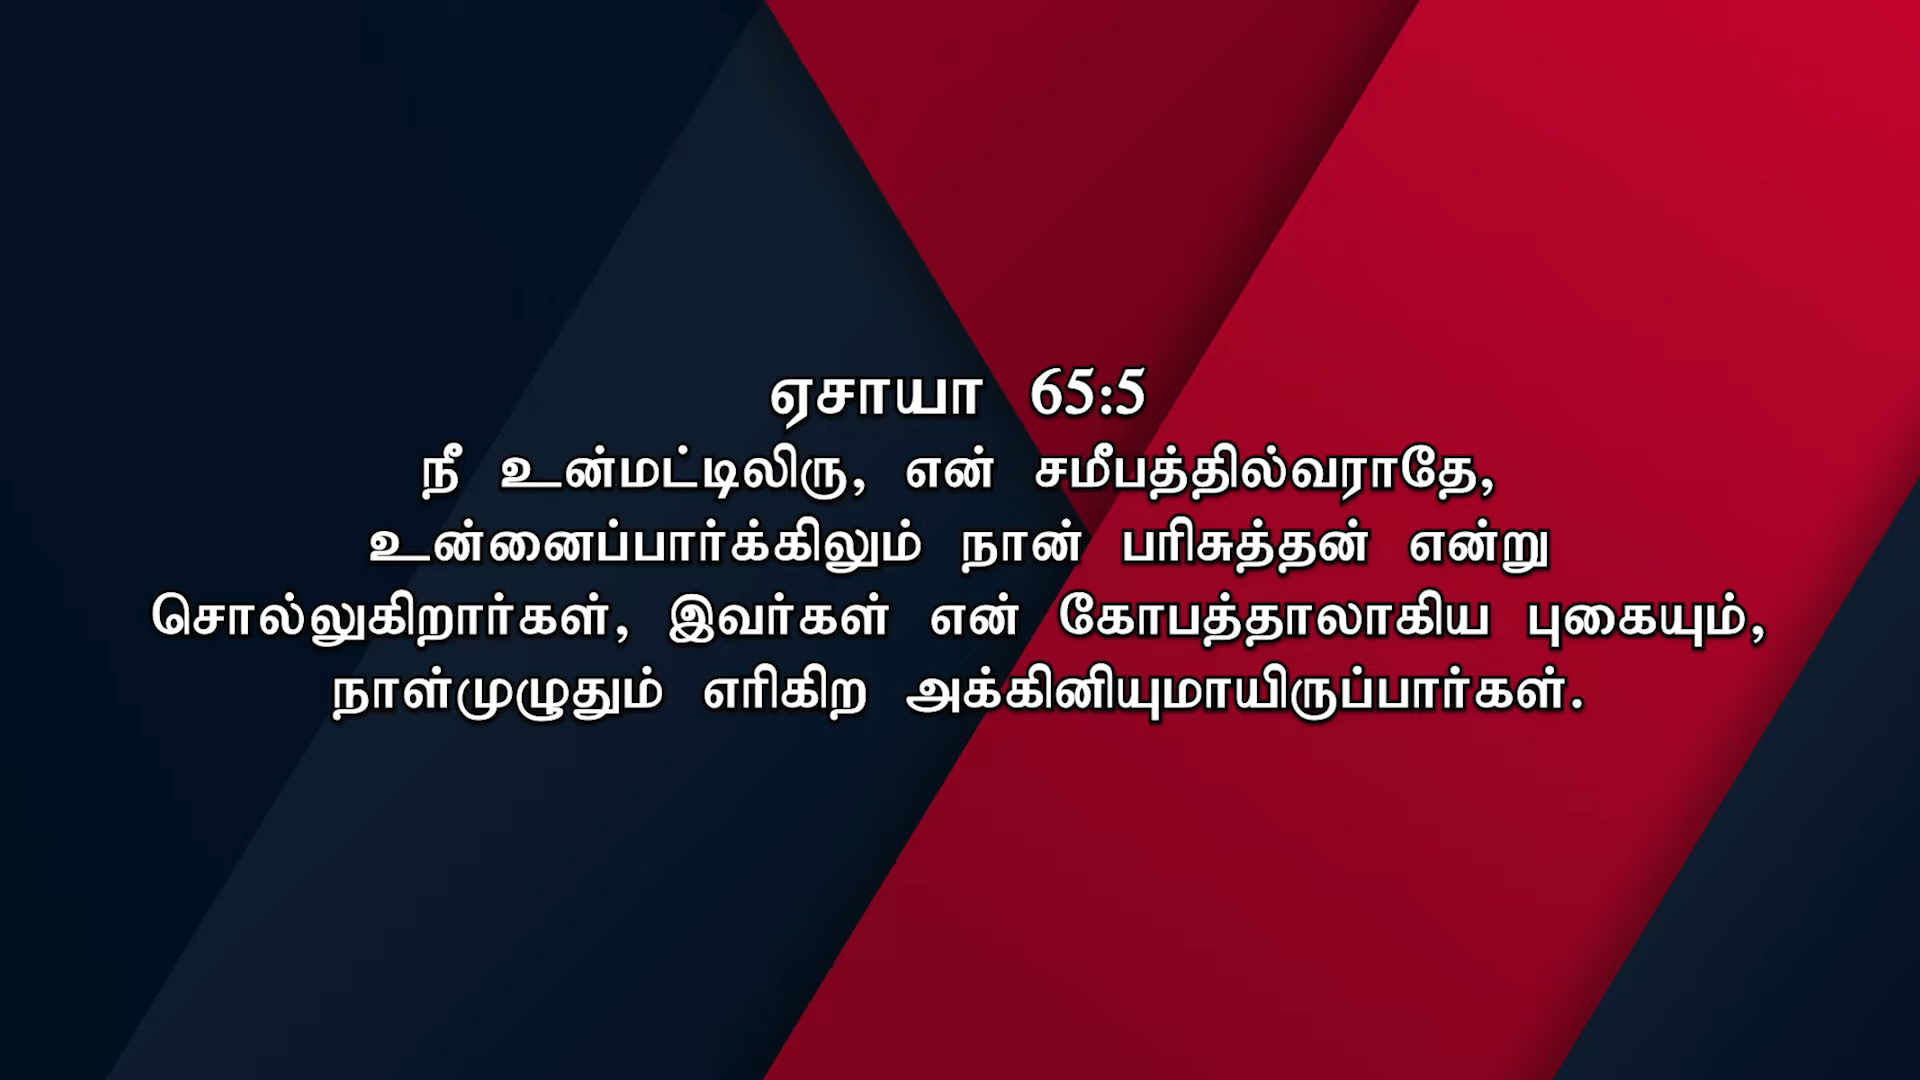 ஏசாயா 65:5
நீ உன்மட்டிலிரு, என் சமீபத்தில்வராதே,
உன்னைப்பார்க்கிலும் நான் பரிசுத்தன் என்று
சொல்லுகிறார்கள், இவர்கள் என் கோபத்தாலாகிய புகையும்,
நாள்முழுதும் எரிகிற அக்கினியுமாயிருப்பார்கள்.